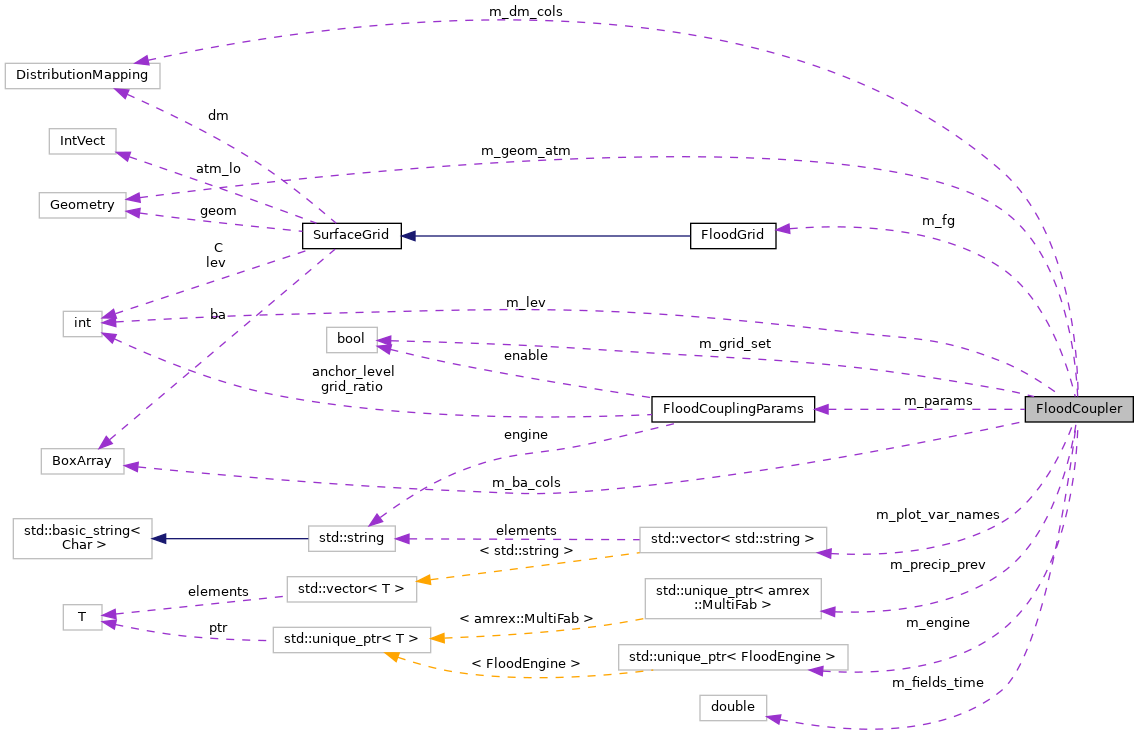 m_dm_cols
DistributionMapping
dm
IntVect
m_geom_atm
atm_lo
Geometry
geom
m_fg
SurfaceGrid
FloodGrid
C
lev
m_lev
ba
int
bool
m_grid_set
enable
anchor_level
grid_ratio
m_params
FloodCouplingParams
FloodCoupler
engine
BoxArray
m_ba_cols
m_plot_var_names
std::basic_string<
Char >
std::string
elements
std::vector< std::string >
< std::string >
m_precip_prev
std::vector< T >
elements
std::unique_ptr< amrex
::MultiFab >
T
ptr
< amrex::MultiFab >
m_engine
std::unique_ptr< T >
std::unique_ptr< FloodEngine >
< FloodEngine >
m_fields_time
double